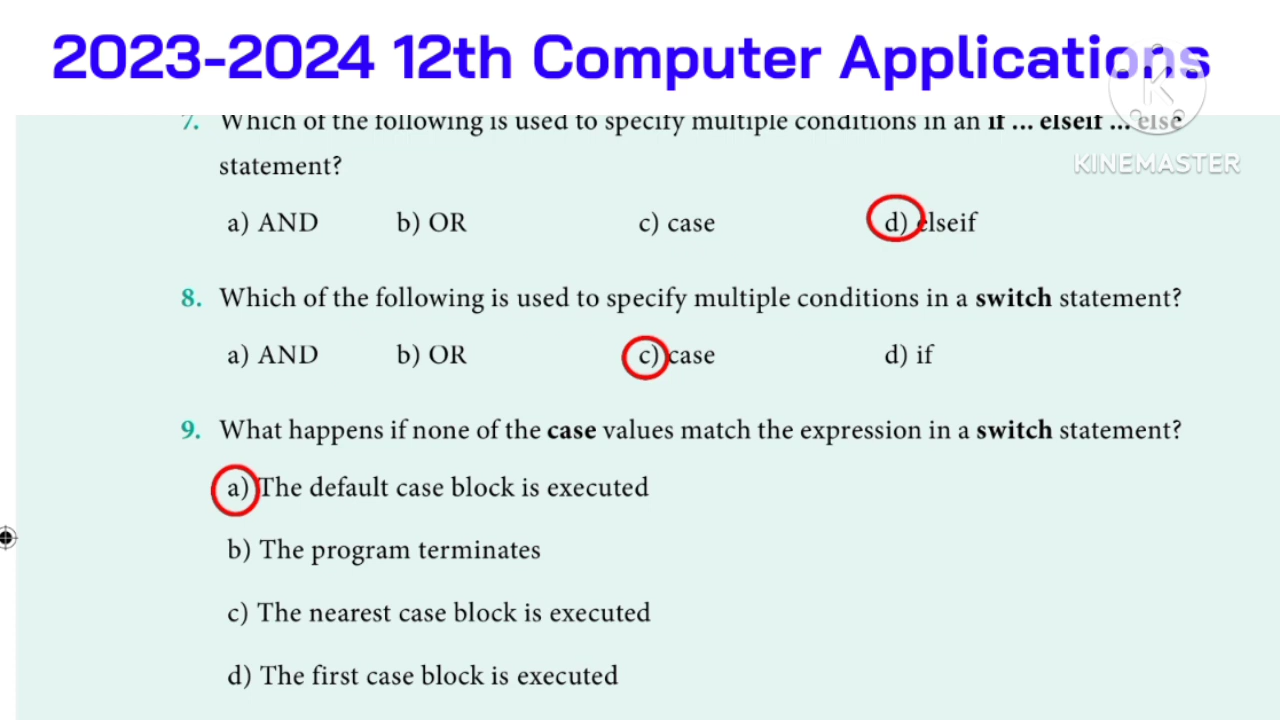 2023-2024 12th Computer Applications
7. Which of the following is used to specify multiple conditions in an if ... elseif ... else
KINEMASTER
statement?
a) AND b) OR c) case d) elseif
8. Which of the following is used to specify multiple conditions in a switch statement?
a) AND b) OR c) case d) if
9. What happens if none of the case values match the expression in a switch statement?
a) The default case block is executed
b) The program terminates
c) The nearest case block is executed
d) The first case block is executed